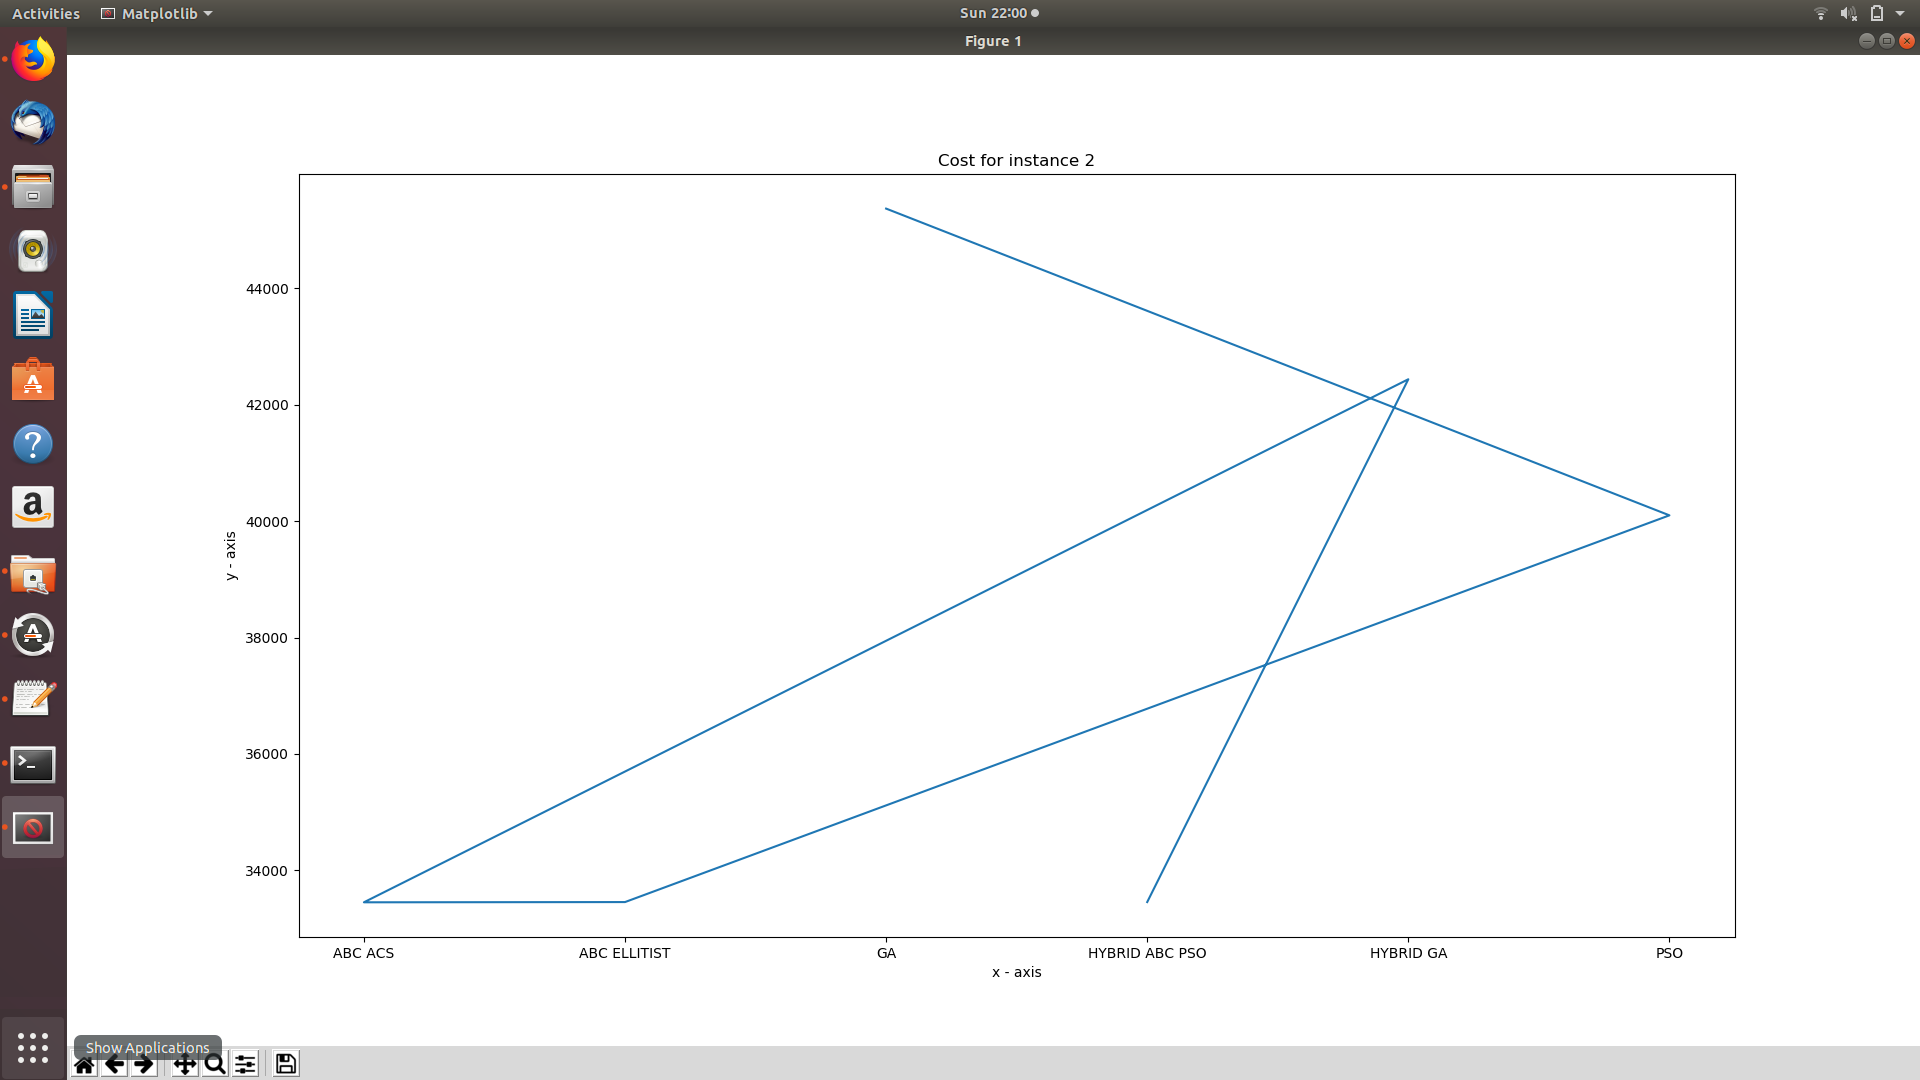 Activities
Matplotlib
Sun 22:00
Figure 1
Cost for instance 2
44000
42000
40000
38000
36000
34000
y - axis
ABC ACS
ABC ELLITIST
GA
HYBRID ABC PSO
HYBRID GA
PSO
x - axis
Show Applications